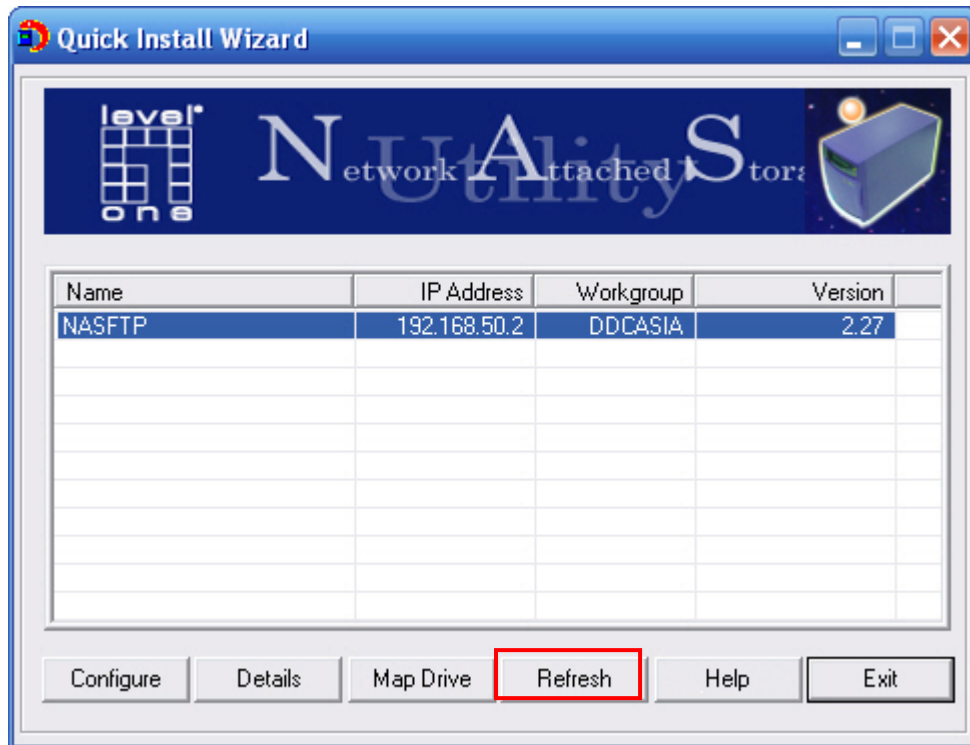 Quick Install Wizard
level one
Network Attached Stora
Utility
Name IP Address Workgroup Version
NASFTP 192.168.50.2 DDCASIA 2.27
Configure Details Map Drive Refresh Help Exit